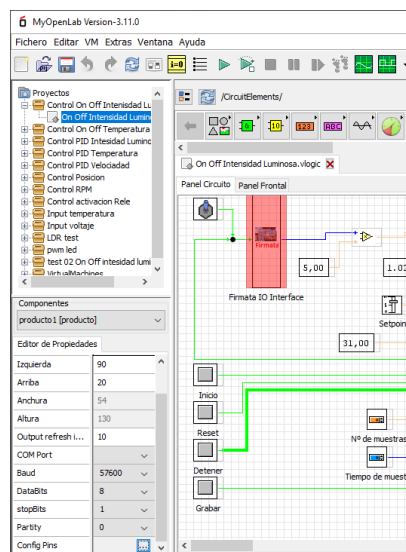 MyOpenLab Version-3.11.0
Fichero Editar VM Extras Ventana Ayuda
Proyectos
Control On Off Intenisdad Lu
On Off Intensidad Lumin
Control On Off Temperatura
Control PID Intesidad Lumino
Control PID Temperatura
Control PID Velociadad
Control Posicion
Control RPM
Control activacion Rele
Input temperatura
Input voltaje
LDR test
pwm led
test 02 On Off intesidad lumi
VirtualMachines
/CircuitElements/
123
ABC
On Off Intensidad Luminosa.vlogic
Panel Circuito Panel Frontal
Firmata
5,00
1.0
Firmata IO Interface
Setpoin
31,00
Inicio
Reset
Detener
Grabar
Nº de muestras
Tiempo de muest
Componentes
producto1 [producto]
Editor de Propiedades
Izquierda 90
Arriba 20
Anchura 54
Altura 130
Output refresh i... 10
COM Port
Baud 57600
DataBits 8
stopBits 1
Partity 0
Config Pins ...